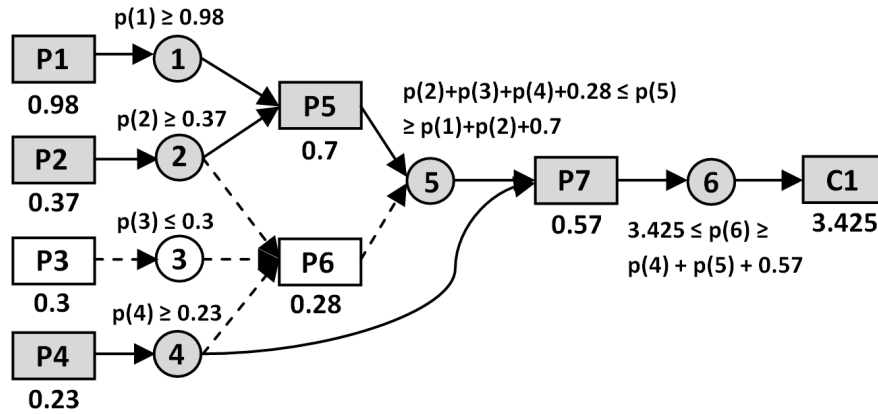 p(1) ≥ 0.98
P1
1
0.98
p(2) ≥ 0.37
P2
2
0.37
P5
0.7
p(2)+p(3)+p(4)+0.28 ≤ p(5)
≥ p(1)+p(2)+0.7
5
P7
0.57
6
C1
3.425
3.425 ≤ p(6) ≥
p(4) + p(5) + 0.57
p(3) ≤ 0.3
P3
3
0.3
P6
0.28
p(4) ≥ 0.23
P4
4
0.23